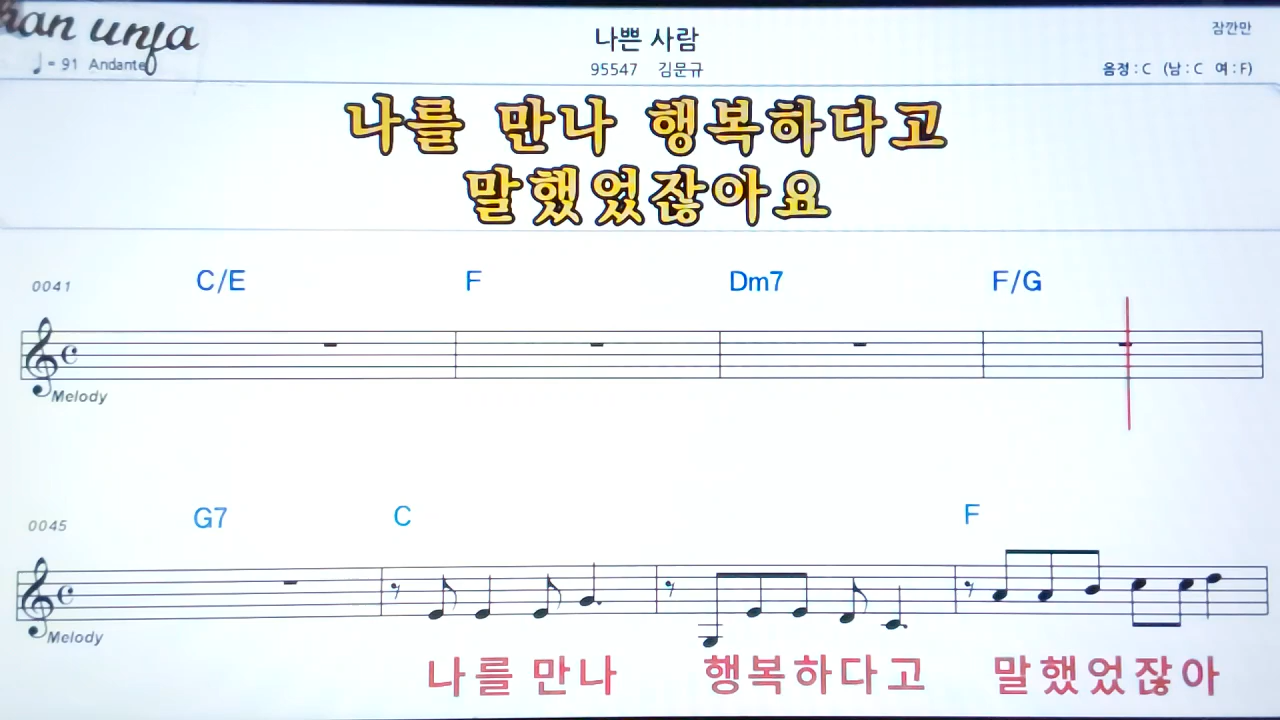 나쁜 사람
잠깐만
♩= 91 Andante
95547 김문규
음정 : C (남 : C 여 : F)
나를 만나 행복하다고
말했었잖아요
0041 C/E F Dm7 F/G
Melody
0045 G7 C F
Melody
나를 만나 행복하다고 말했었잖아